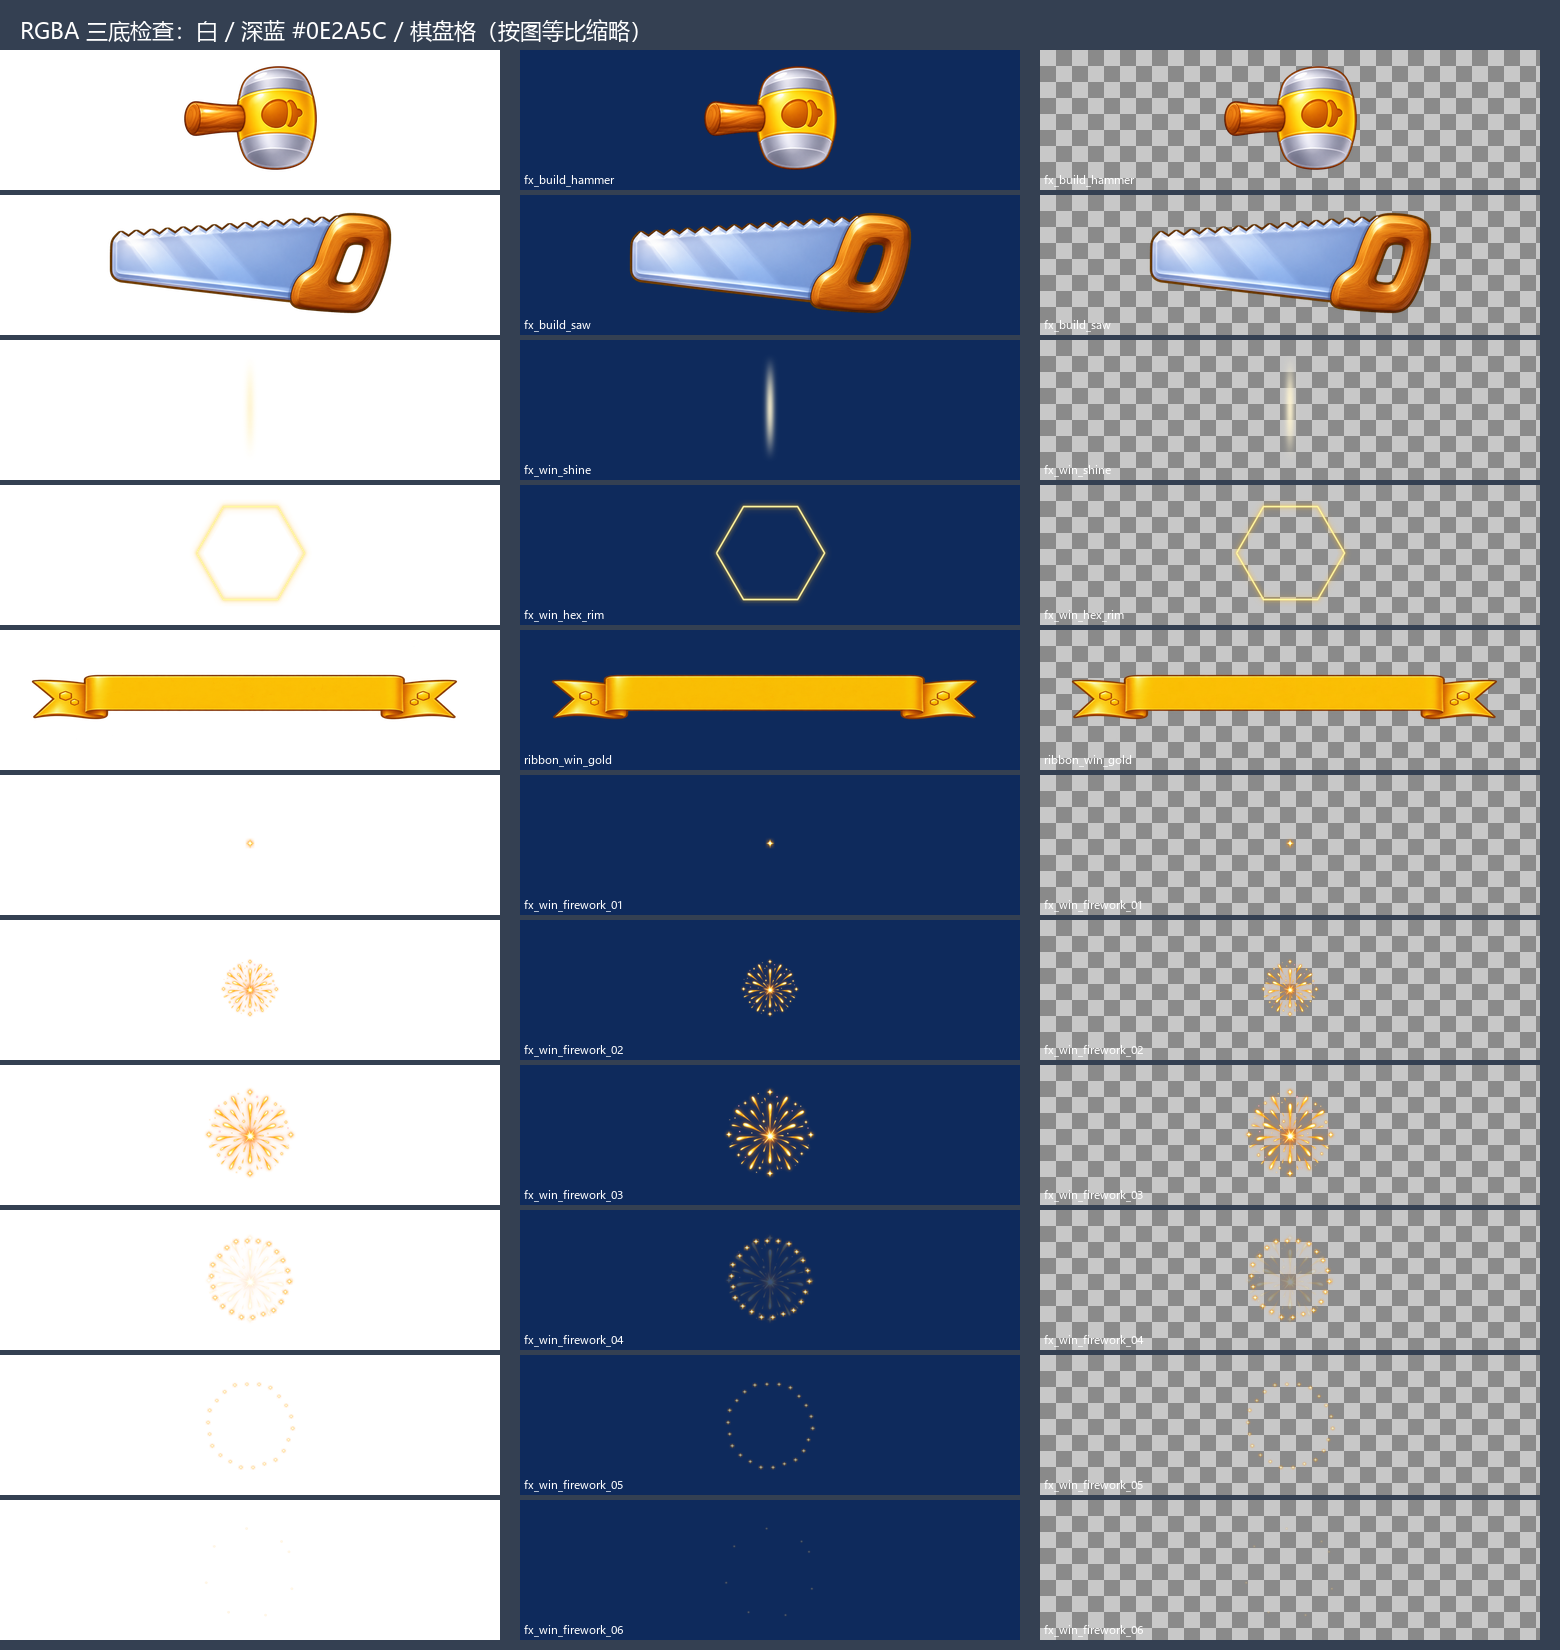 RGBA 三底检查：白 / 深蓝 #0E2A5C / 棋盘格（按图等比缩略）
fx_build_hammer
fx_build_hammer
fx_build_saw
fx_build_saw
fx_win_shine
fx_win_shine
fx_win_hex_rim
fx_win_hex_rim
ribbon_win_gold
ribbon_win_gold
fx_win_firework_01
fx_win_firework_01
fx_win_firework_02
fx_win_firework_02
fx_win_firework_03
fx_win_firework_03
fx_win_firework_04
fx_win_firework_04
fx_win_firework_05
fx_win_firework_05
fx_win_firework_06
fx_win_firework_06